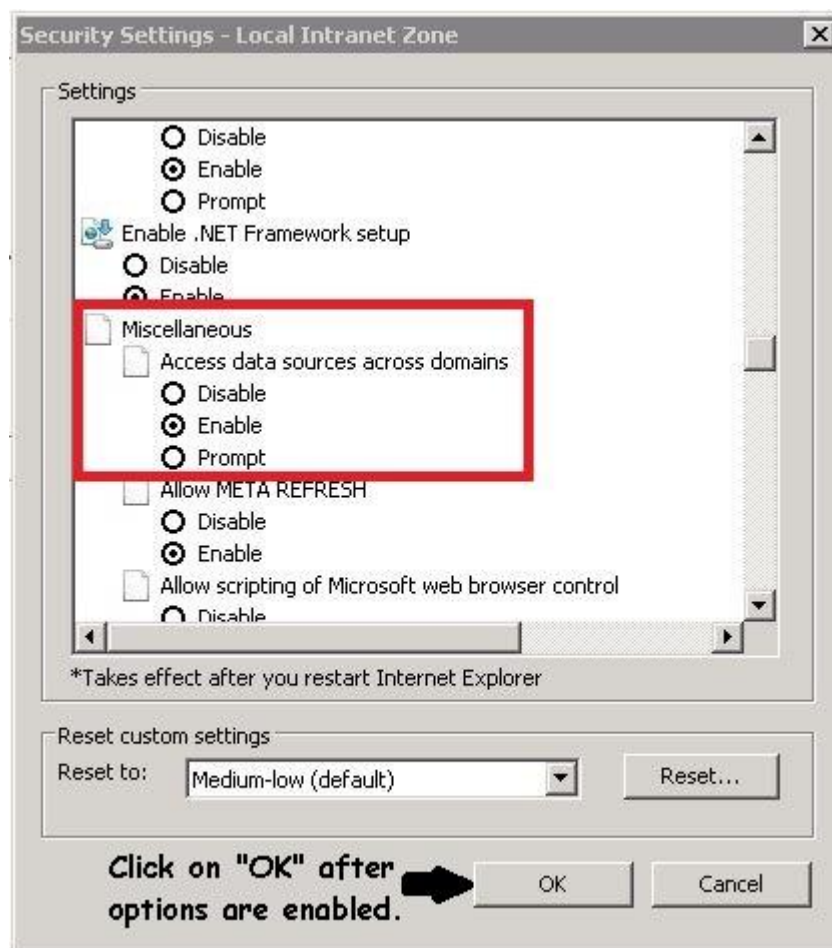 Security Settings - Local Intranet Zone
Settings
Disable
Enable
Prompt
Enable .NET Framework setup
Disable
Enable
Miscellaneous
Access data sources across domains
Disable
Enable
Prompt
Allow META REFRESH
Disable
Enable
Allow scripting of Microsoft web browser control
Disable
*Takes effect after you restart Internet Explorer
Reset custom settings
Reset to:
Medium-low (default)
Reset...
Click on "OK" after
options are enabled.
OK
Cancel